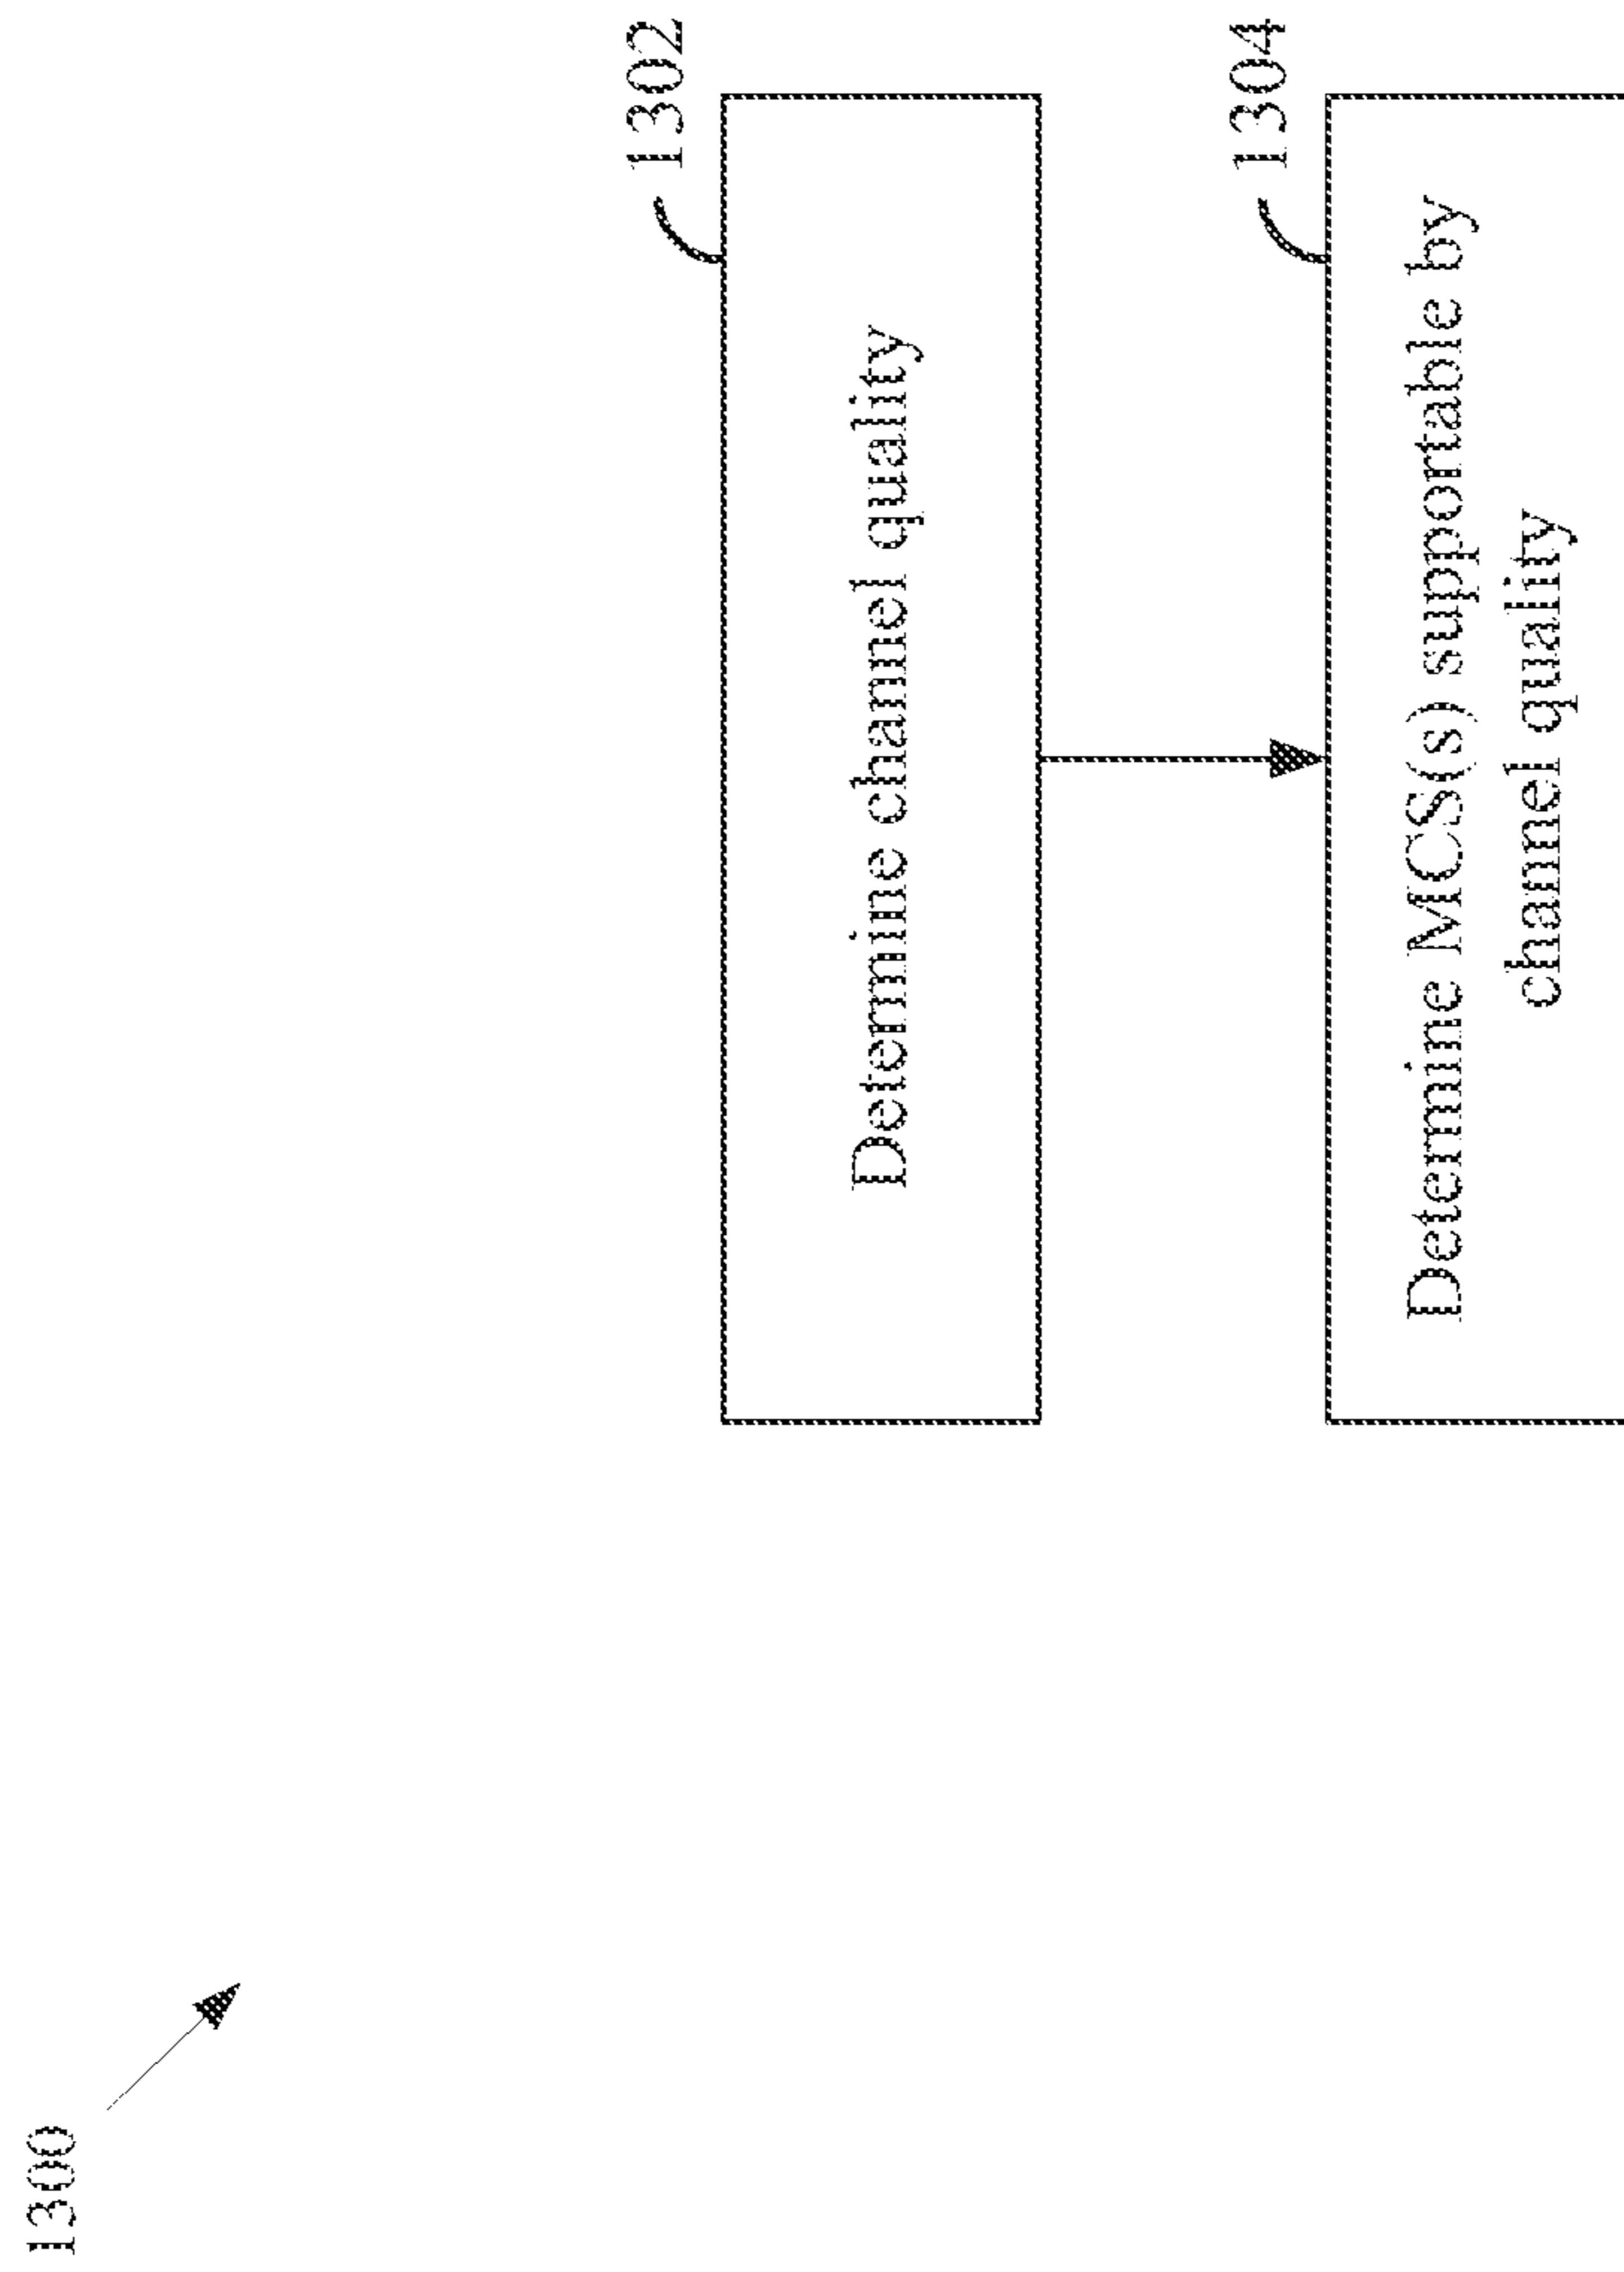 1300
1302
Determine channel quality
1304
Determine MCS(s) supportable by
channel quality